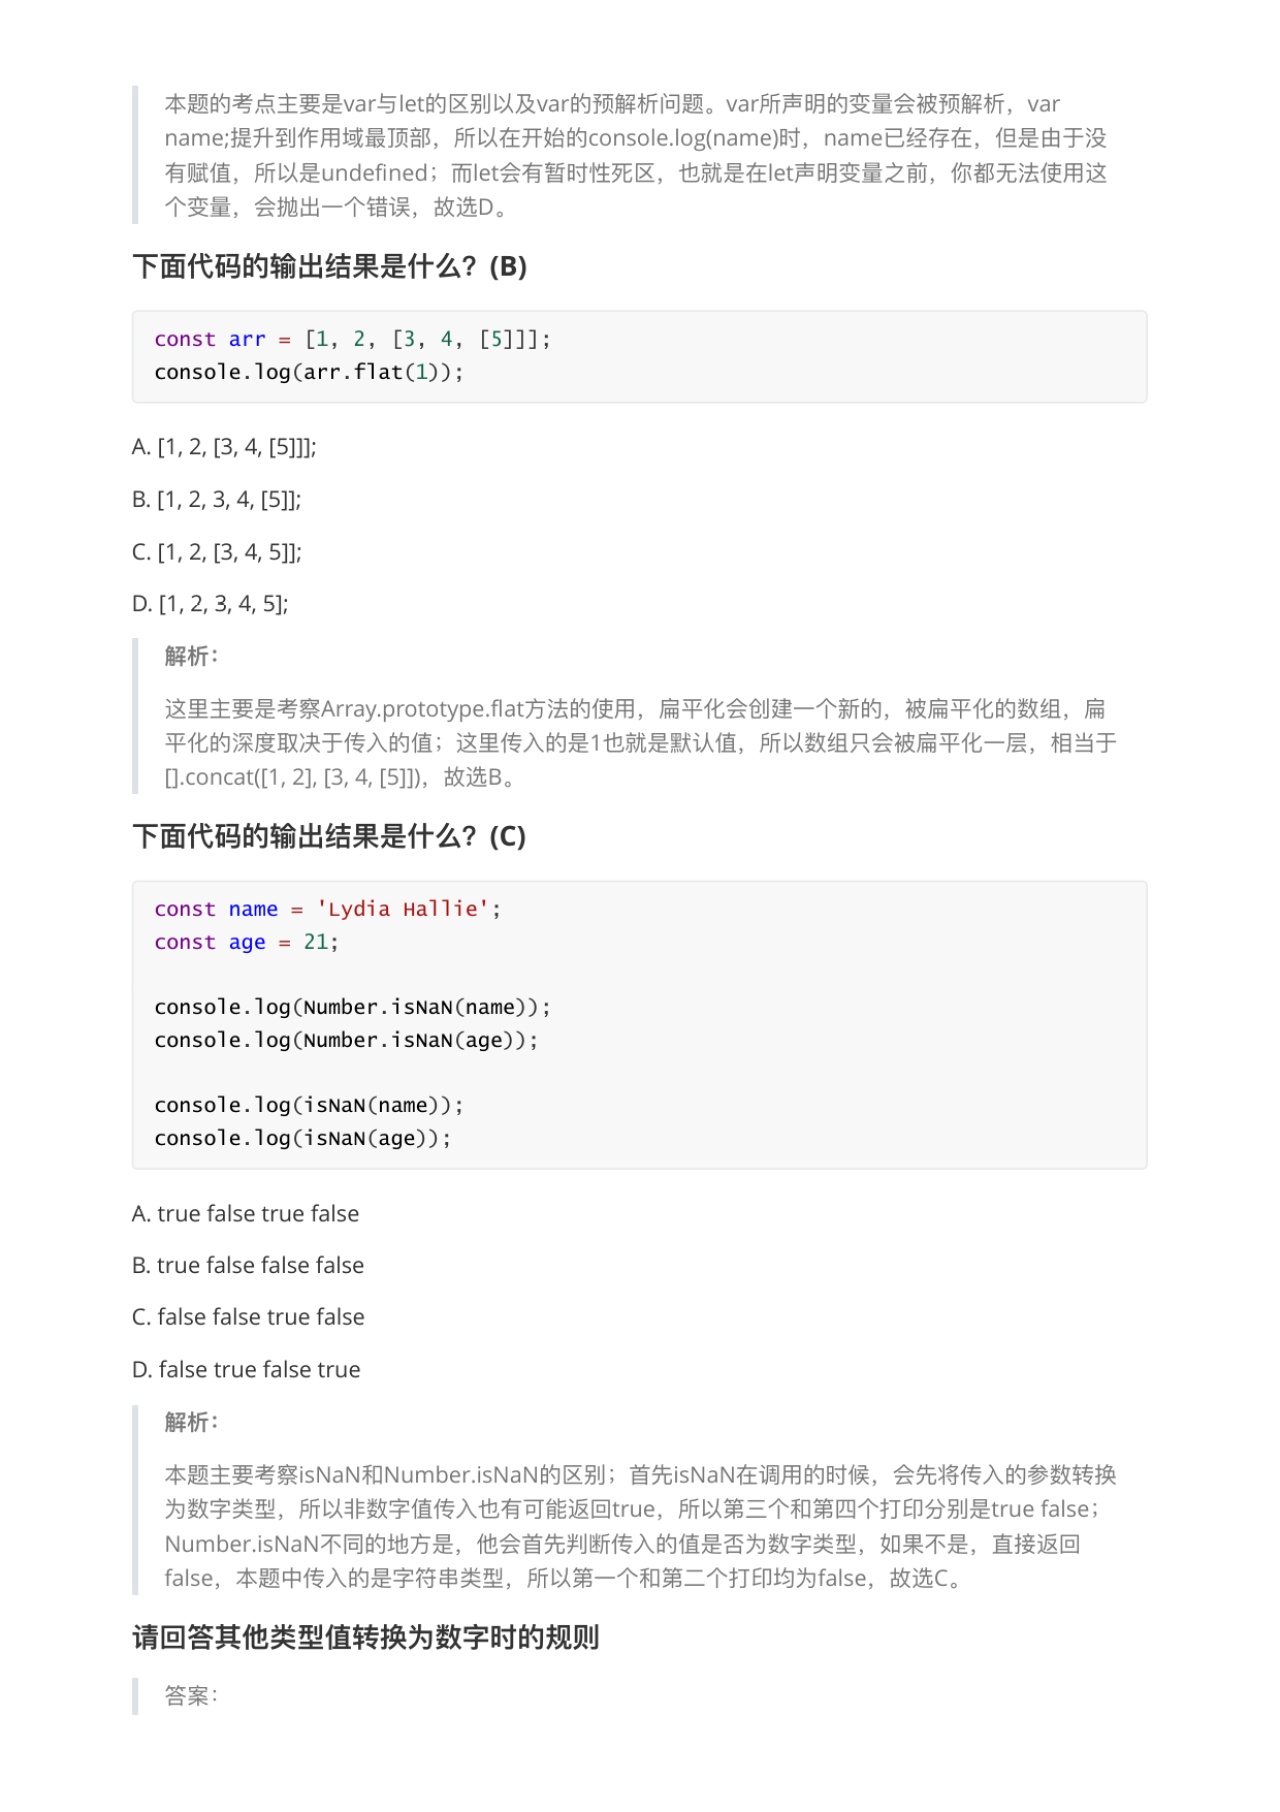 本题的考点主要是var与let的区别以及var的预解析问题。var所声明的变量会被预解析，var
name;提升到作用域最顶部，所以在开始的console.log(name)时，name已经存在，但是由于没
有赋值，所以是undefined；而let会有暂时性死区，也就是在let声明变量之前，你都无法使用这
个变量，会抛出一个错误，故选D。
下面代码的输出结果是什么？(B)
const arr = [1, 2, [3, 4, [5]]];
console.log(arr.flat(1));
A. [1, 2, [3, 4, [5]]];
B. [1, 2, 3, 4, [5]];
C. [1, 2, [3, 4, 5]];
D. [1, 2, 3, 4, 5];
解析：
这里主要是考察Array.prototype.flat方法的使用，扁平化会创建一个新的，被扁平化的数组，扁
平化的深度取决于传入的值；这里传入的是1也就是默认值，所以数组只会被扁平化一层，相当于
[].concat([1, 2], [3, 4, [5]])，故选B。
下面代码的输出结果是什么？(C)
const name = 'Lydia Hallie';
const age = 21;
console.log(Number.isNaN(name));
console.log(Number.isNaN(age));
console.log(isNaN(name));
console.log(isNaN(age));
A. true false true false
B. true false false false
C. false false true false
D. false true false true
解析：
本题主要考察isNaN和Number.isNaN的区别；首先isNaN在调用的时候，会先将传入的参数转换
为数字类型，所以非数字值传入也有可能返回true，所以第三个和第四个打印分别是true false；
Number.isNaN不同的地方是，他会首先判断传入的值是否为数字类型，如果不是，直接返回
false，本题中传入的是字符串类型，所以第一个和第二个打印均为false，故选C。
请回答其他类型值转换为数字时的规则
答案：